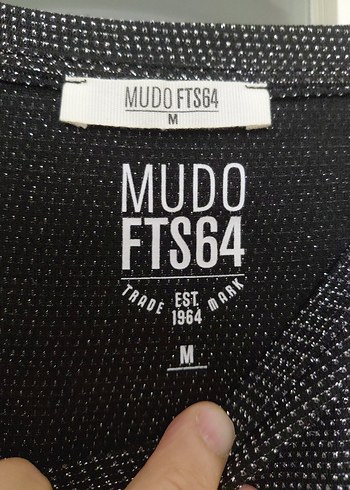 MUDO FTS64
M
MUDO
FTS64
TRADE EST. MARK
1964
M